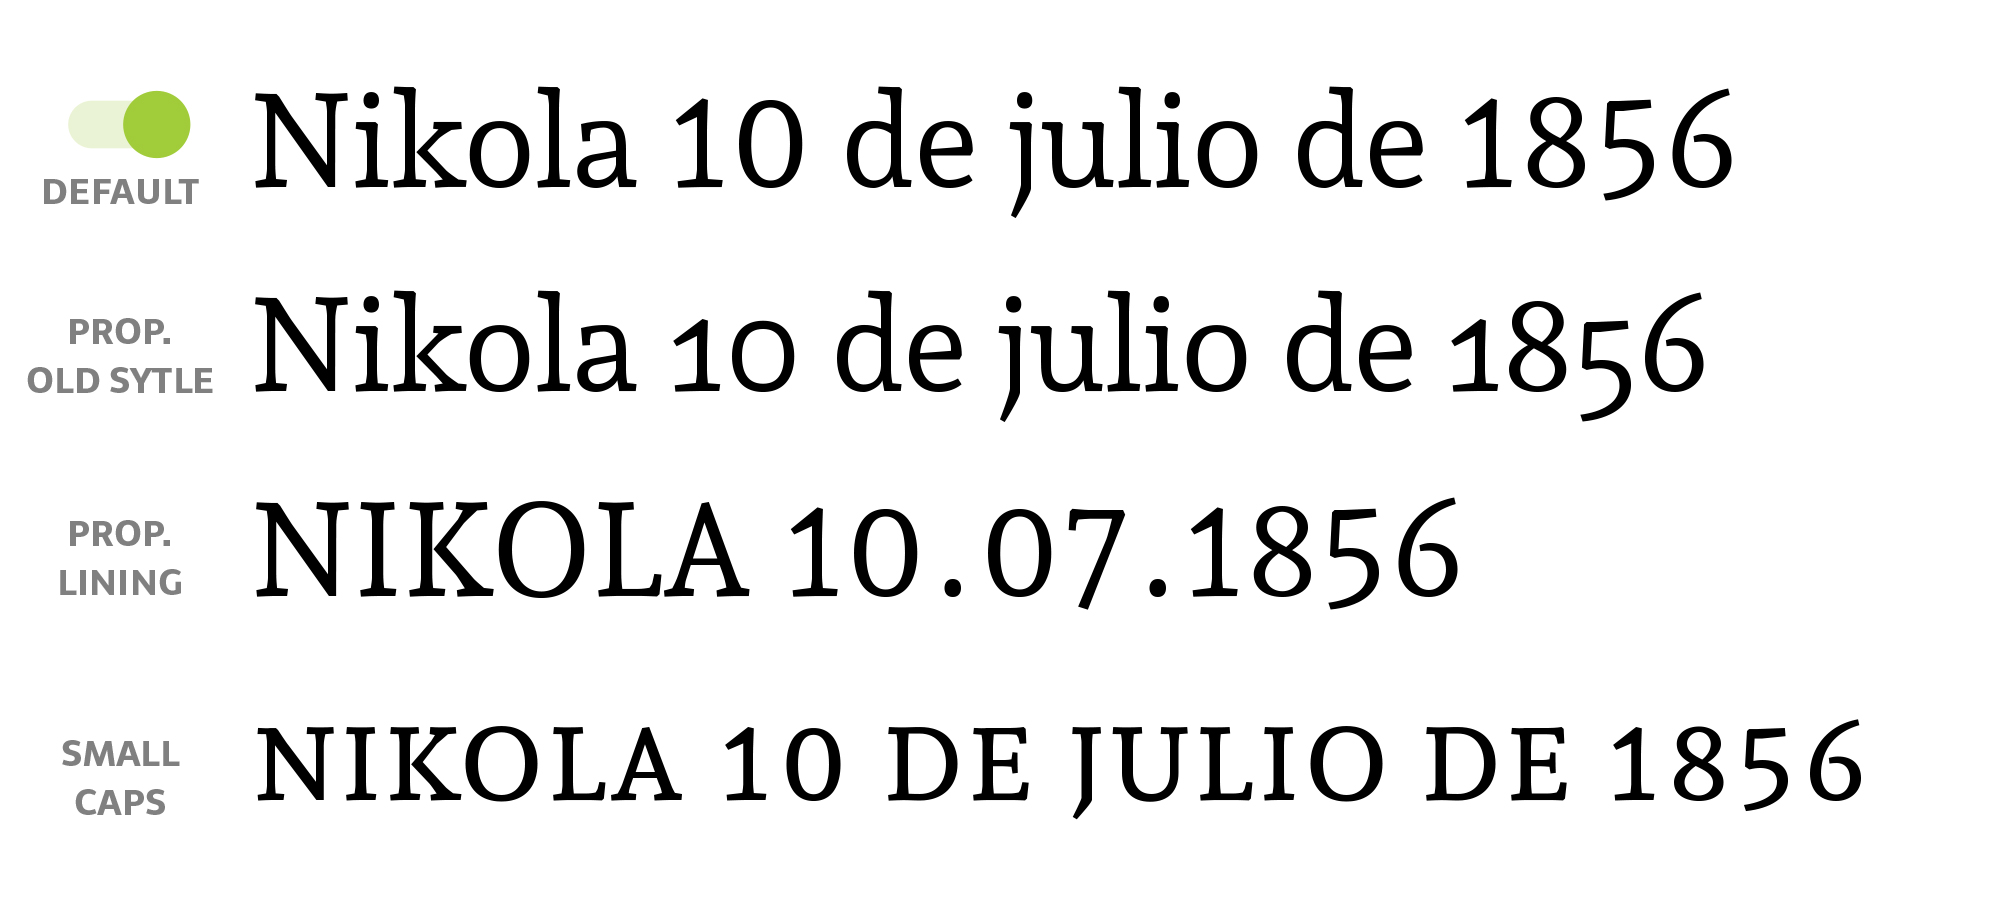 DEFAULT Nikola 10 de julio de 1856
PROP.
OLD SYTLE
Nikola 10 de julio de 1856
PROP.
LINING
NIKOLA 10.07.1856
SMALL
CAPS
NIKOLA 10 DE JULIO DE 1856